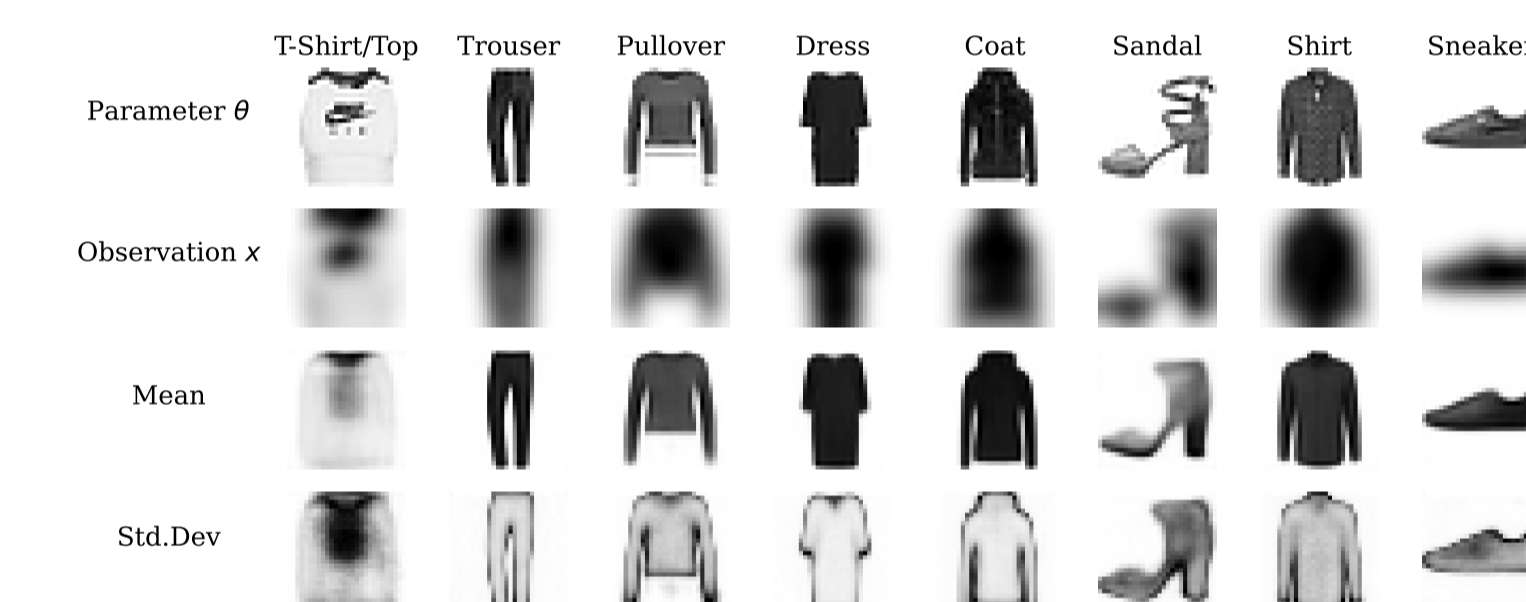 T-Shirt/Top Trouser Pullover Dress Coat Sandal Shirt
Parameter θ
Observation x
Mean
Std.Dev